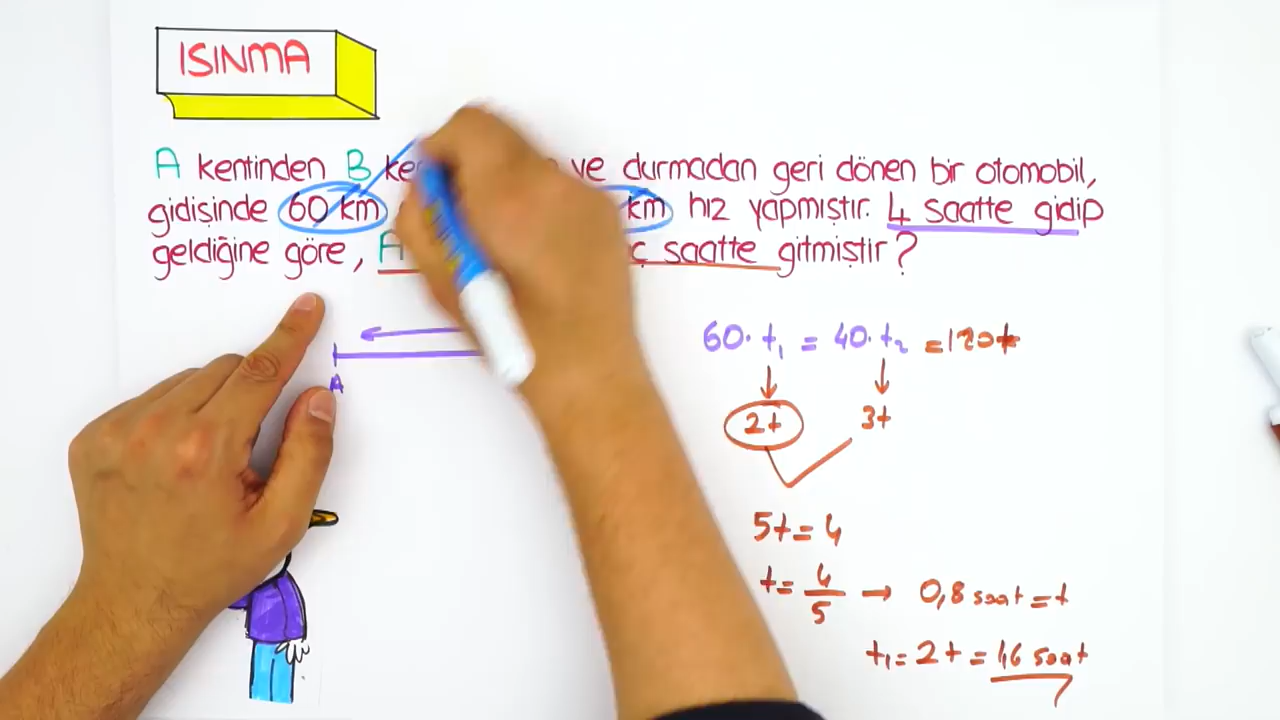 ISINMA
A kentinden B ve durmadan geri dönen bir otomobil,
gidişinde 60 km km hız yapmıştır. 4 saatte gidip
geldiğine göre, A saatte gitmiştir?
60·t₁ = 40·t₂ = 120t
2t 3t
A
5t = 4
t = 4/5 → 0,8 saat = t
t₁ = 2t = 1,6 saat